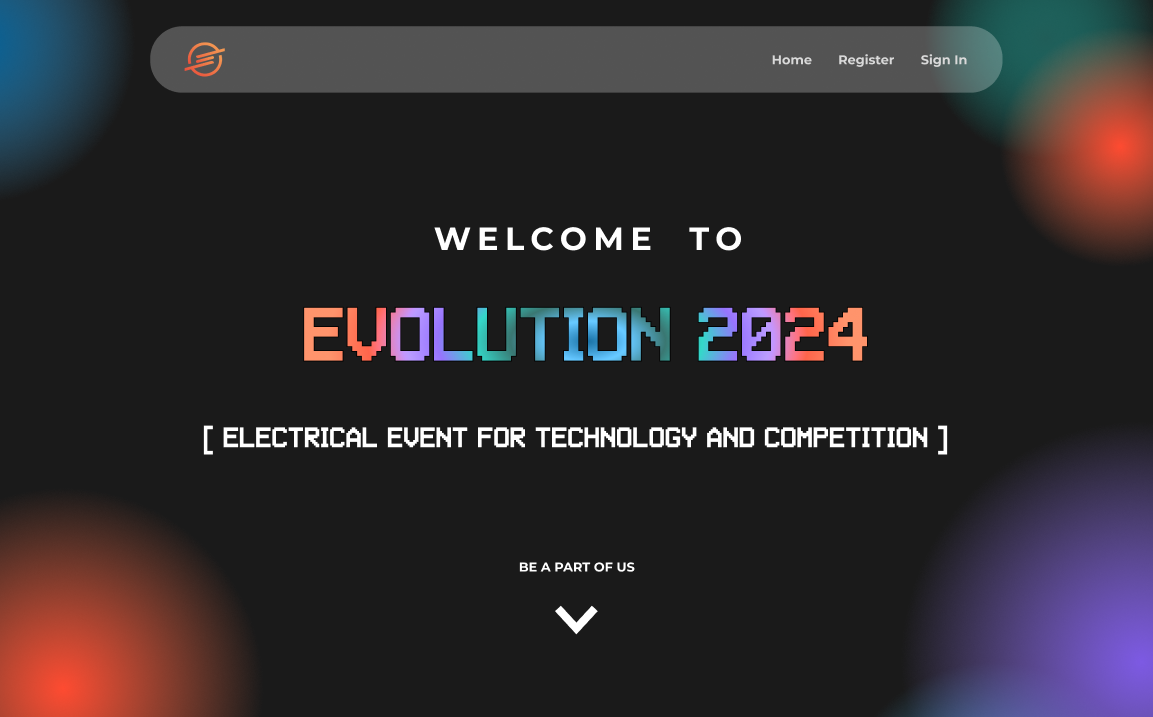 Home Register Sign In
WELCOME TO
EVOLUTION 2024
[ ELECTRICAL EVENT FOR TECHNOLOGY AND COMPETITION ]
BE A PART OF US